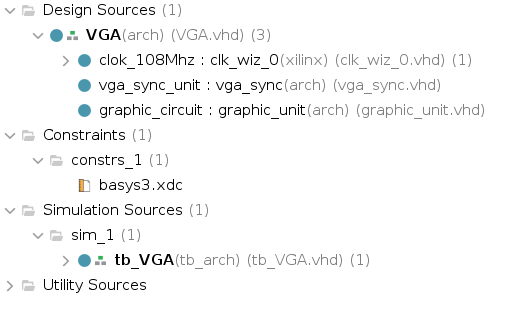 Design Sources (1)
VGA(arch) (VGA.vhd) (3)
clok_108Mhz : clk_wiz_0(xilinx) (clk_wiz_0.vhd) (1)
vga_sync_unit : vga_sync(arch) (vga_sync.vhd)
graphic_circuit : graphic_unit(arch) (graphic_unit.vhd)
Constraints (1)
constrs_1 (1)
basys3.xdc
Simulation Sources (1)
sim_1 (1)
tb_VGA(tb_arch) (tb_VGA.vhd) (1)
Utility Sources